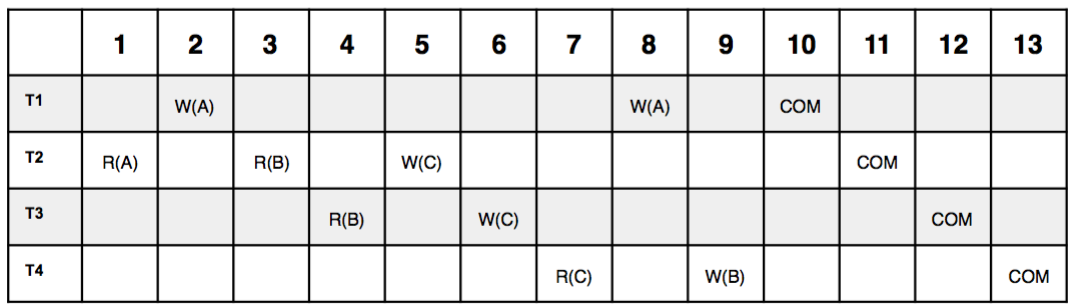 1 2 3 4 5 6 7 8 9 10 11 12 13
T1 W(A) W(A) COM
T2 R(A) R(B) W(C) COM
T3 R(B) W(C) COM
T4 R(C) W(B) COM